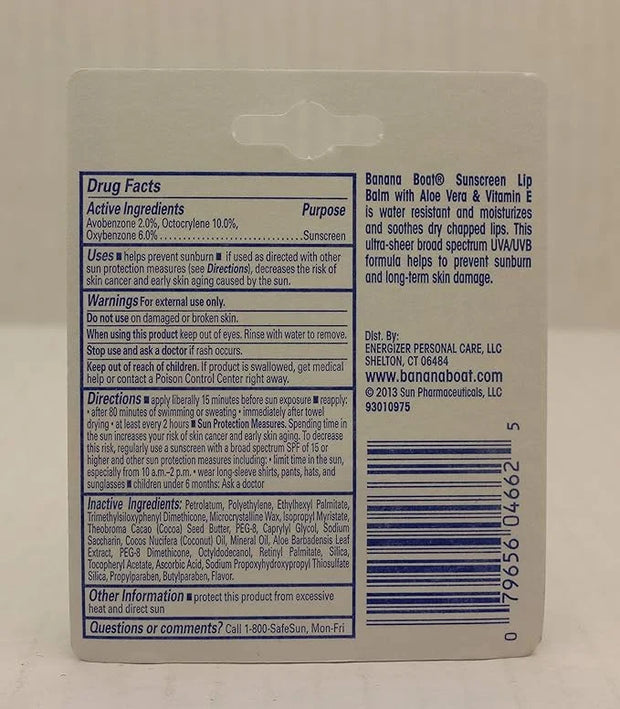 Drug Facts
Active Ingredients Purpose
Avobenzone 2.0%, Octocrylene 10.0%,
Oxybenzone 6.0%..............................Sunscreen
Uses ■ helps prevent sunburn ■ if used as directed with other
sun protection measures (see Directions), decreases the risk of
skin cancer and early skin aging caused by the sun.
Warnings For external use only.
Do not use on damaged or broken skin.
When using this product keep out of eyes. Rinse with water to remove.
Stop use and ask a doctor if rash occurs.
Keep out of reach of children. If product is swallowed, get medical
help or contact a Poison Control Center right away.
Directions ■ apply liberally 15 minutes before sun exposure ■ reapply:
• after 80 minutes of swimming or sweating • immediately after towel
drying • at least every 2 hours ■ Sun Protection Measures. Spending time in
the sun increases your risk of skin cancer and early skin aging. To decrease
this risk, regularly use a sunscreen with a broad spectrum SPF of 15 or
higher and other sun protection measures including: • limit time in the sun,
especially from 10 a.m.–2 p.m. • wear long-sleeve shirts, pants, hats, and
sunglasses ■ children under 6 months: Ask a doctor
Inactive Ingredients: Petrolatum, Polyethylene, Ethylhexyl Palmitate,
Trimethylsiloxyphenyl Dimethicone, Microcrystalline Wax, Isopropyl Myristate,
Theobroma Cacao (Cocoa) Seed Butter, PEG-8, Caprylyl Glycol, Sodium
Saccharin, Cocos Nucifera (Coconut) Oil, Mineral Oil, Aloe Barbadensis Leaf
Extract, PEG-8 Dimethicone, Octyldodecanol, Retinyl Palmitate, Silica,
Tocopheryl Acetate, Ascorbic Acid, Sodium Propoxyhydroxypropyl Thiosulfate
Silica, Propylparaben, Butylparaben, Flavor.
Other Information ■ protect this product from excessive
heat and direct sun
Questions or comments? Call 1-800-SafeSun, Mon-Fri
Banana Boat® Sunscreen Lip
Balm with Aloe Vera & Vitamin E
is water resistant and moisturizes
and soothes dry chapped lips. This
ultra-sheer broad spectrum UVA/UVB
formula helps to prevent sunburn
and long-term skin damage.
Dist. By:
ENERGIZER PERSONAL CARE, LLC
SHELTON, CT 06484
www.bananaboat.com
© 2013 Sun Pharmaceuticals, LLC
93010975
0 79656 04662 5